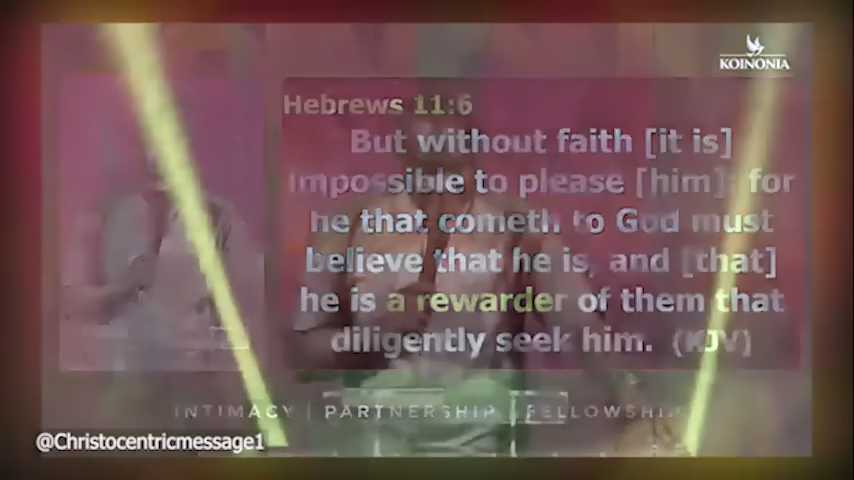 KOINONIA
Hebrews 11:6
But without faith [it is]
impossible to please [him]: for
he that cometh to God must
believe that he is, and [that]
he is a rewarder of them that
diligently seek him. (KJV)
INTIMACY | PARTNERSHIP | FELLOWSHIP
@Christocentricmessage1